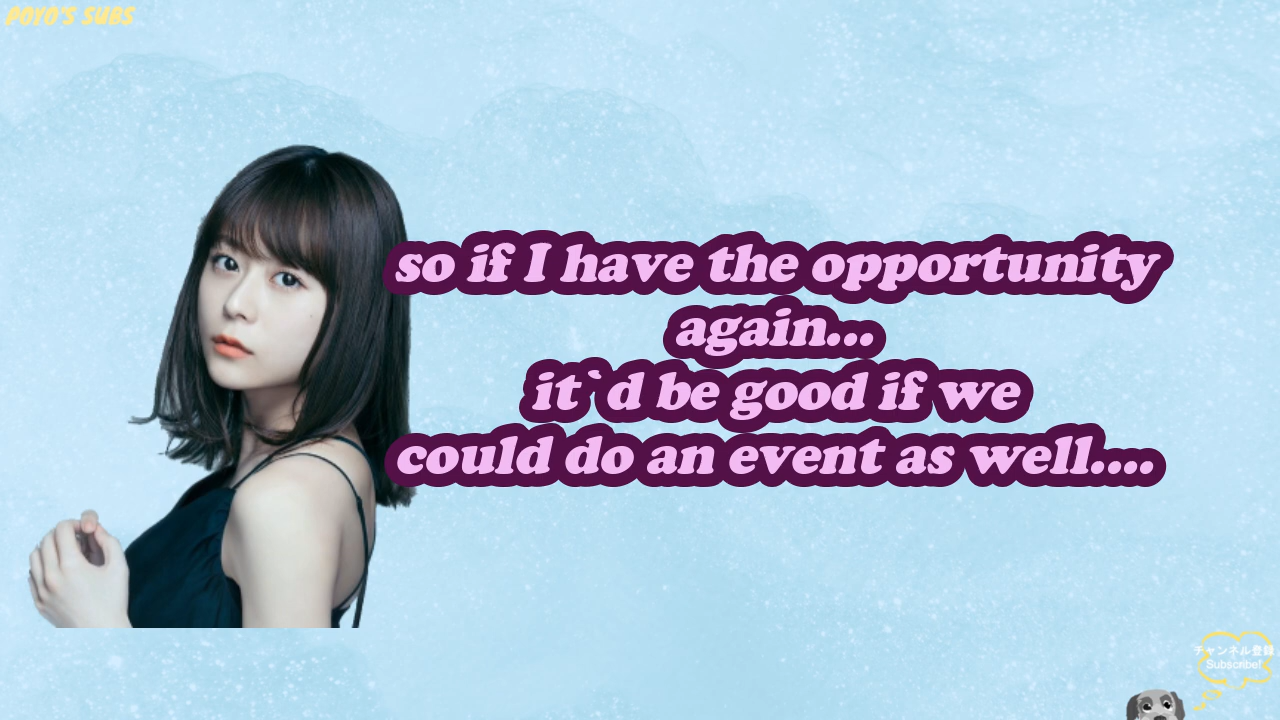 POYO'S SUBS
so if I have the opportunity
again...
it`d be good if we
could do an event as well....
チャンネル登録
Subscribe!